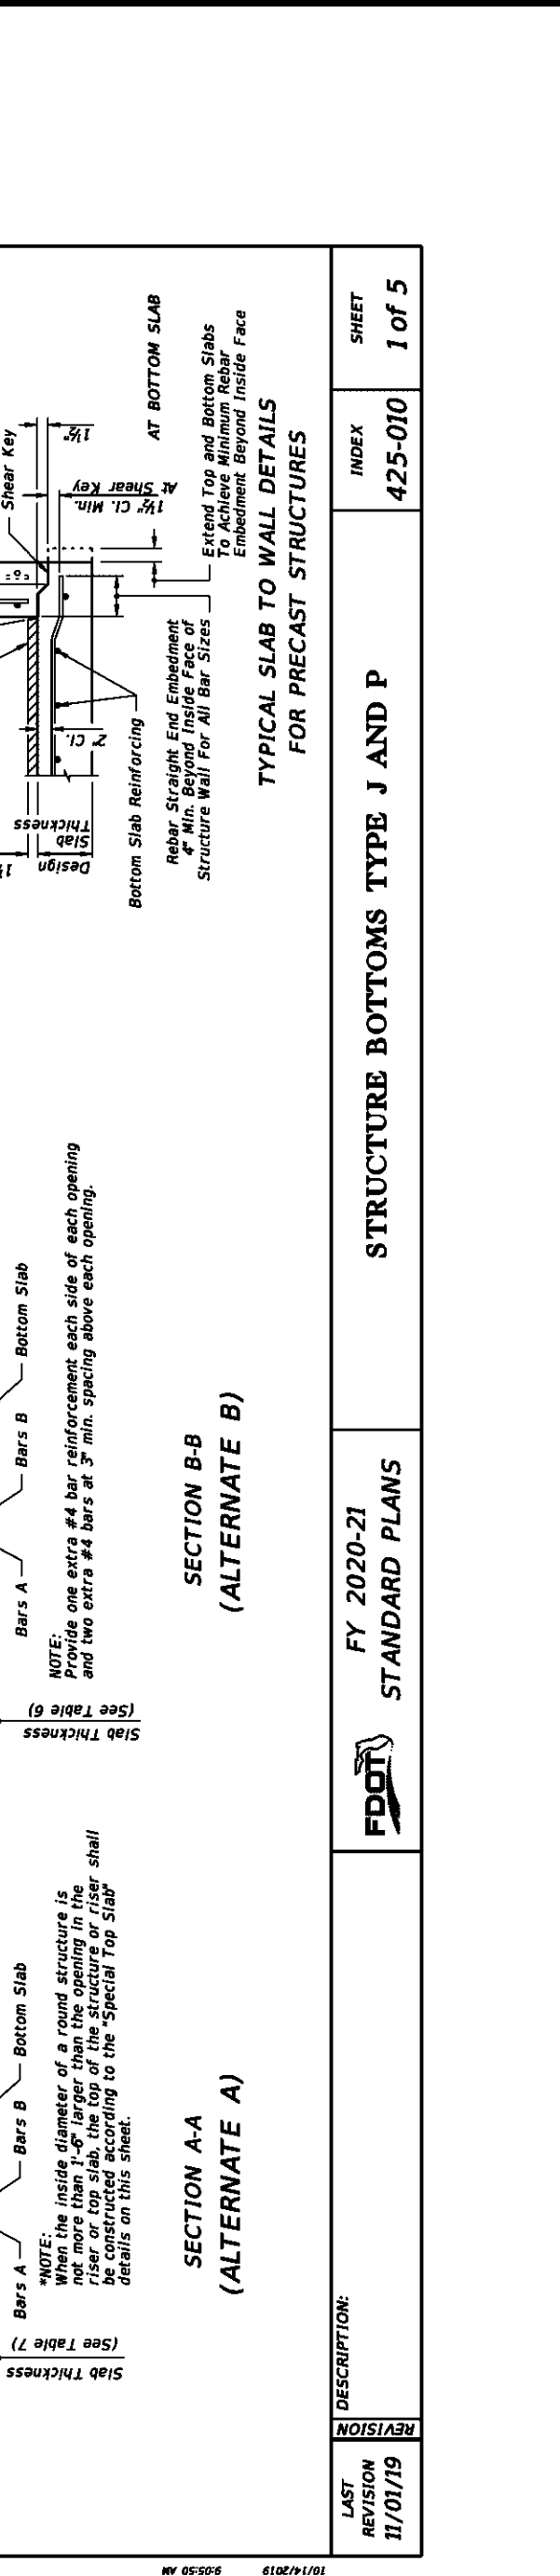 Slab Thickness
(See Table 7)
Bars A
Bars B
Bottom Slab
*NOTE:
When the inside diameter of a round structure is
not more than 1'-6" larger than the opening in the
riser or top slab, the top of the structure or riser shall
be constructed according to the "Special Top Slab"
details on this sheet.
SECTION A-A
(ALTERNATE A)
Slab Thickness
(See Table 6)
Bars A
Bars B
Bottom Slab
NOTE:
Provide one extra #4 bar reinforcement each side of each opening
and two extra #4 bars at 3" min. spacing above each opening.
SECTION B-B
(ALTERNATE B)
Design
Slab
Thickness
2" Cl.
Shear Key
1½"
1½" Cl. Min.
At Shear Key
AT BOTTOM SLAB
Bottom Slab Reinforcing
Rebar Straight End Embedment
4" Min. Beyond Inside Face of
Structure Wall For All Bar Sizes
Extend Top and Bottom Slabs
To Achieve Minimum Rebar
Embedment Beyond Inside Face
TYPICAL SLAB TO WALL DETAILS
FOR PRECAST STRUCTURES
10/14/2019
9:05:50 AM
LAST
REVISION
11/01/19
REVISION
DESCRIPTION:
FDOT
FY 2020-21
STANDARD PLANS
STRUCTURE BOTTOMS TYPE J AND P
INDEX
425-010
SHEET
1 of 5